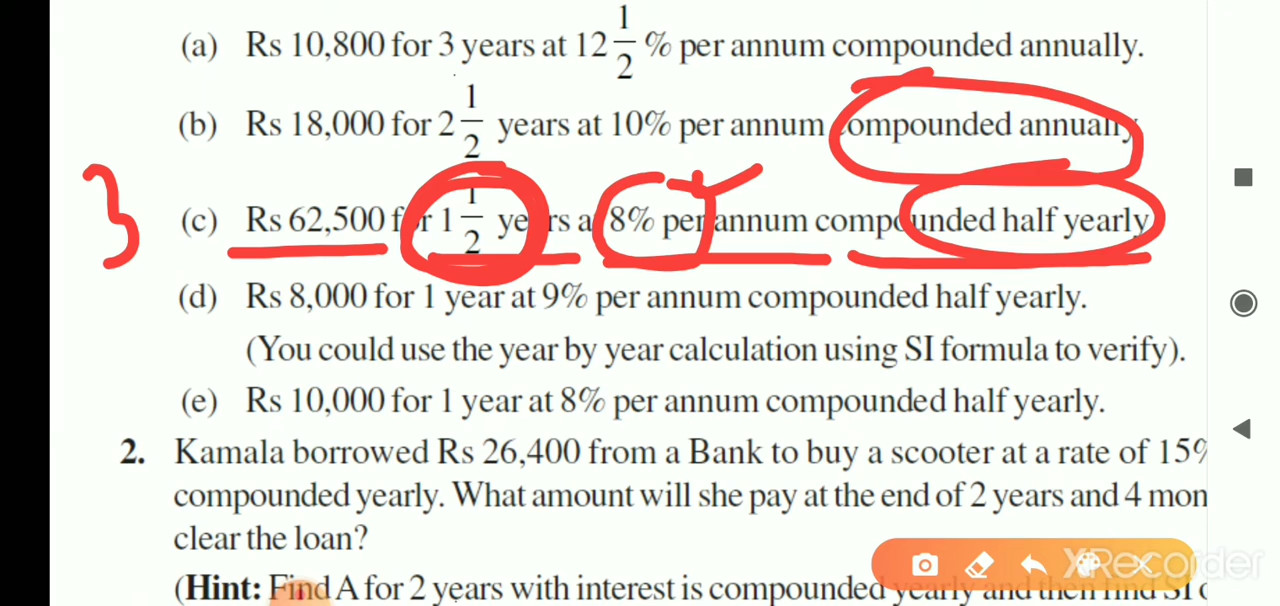 (a) Rs 10,800 for 3 years at 12 1/2 % per annum compounded annually.
(b) Rs 18,000 for 2 1/2 years at 10% per annum compounded annually
(c) Rs 62,500 for 1 1/2 years a 8% per annum compounded half yearly
(d) Rs 8,000 for 1 year at 9% per annum compounded half yearly.
(You could use the year by year calculation using SI formula to verify).
(e) Rs 10,000 for 1 year at 8% per annum compounded half yearly.
2. Kamala borrowed Rs 26,400 from a Bank to buy a scooter at a rate of 15%
compounded yearly. What amount will she pay at the end of 2 years and 4 mon
clear the loan?
(Hint: Find A for 2 years with interest is compounded yearly and then find SI
XRecorder